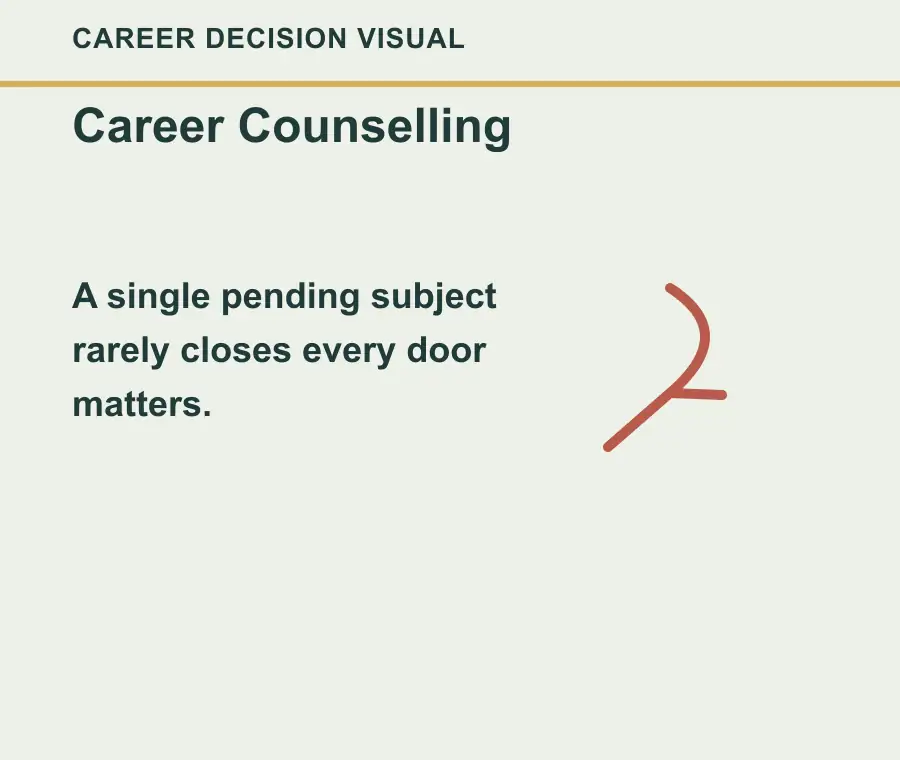 CAREER DECISION VISUAL
Career Counselling
A single pending subject
rarely closes every door
matters.